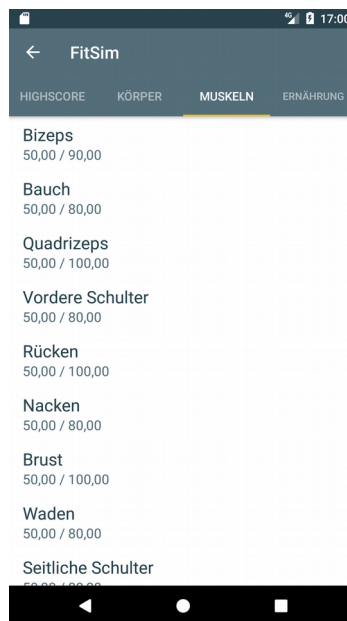 4G 17:00
FitSim
HIGHSCORE KÖRPER MUSKELN ERNÄHRUNG
Bizeps
50,00 / 90,00
Bauch
50,00 / 80,00
Quadrizeps
50,00 / 100,00
Vordere Schulter
50,00 / 80,00
Rücken
50,00 / 100,00
Nacken
50,00 / 80,00
Brust
50,00 / 100,00
Waden
50,00 / 80,00
Seitliche Schulter